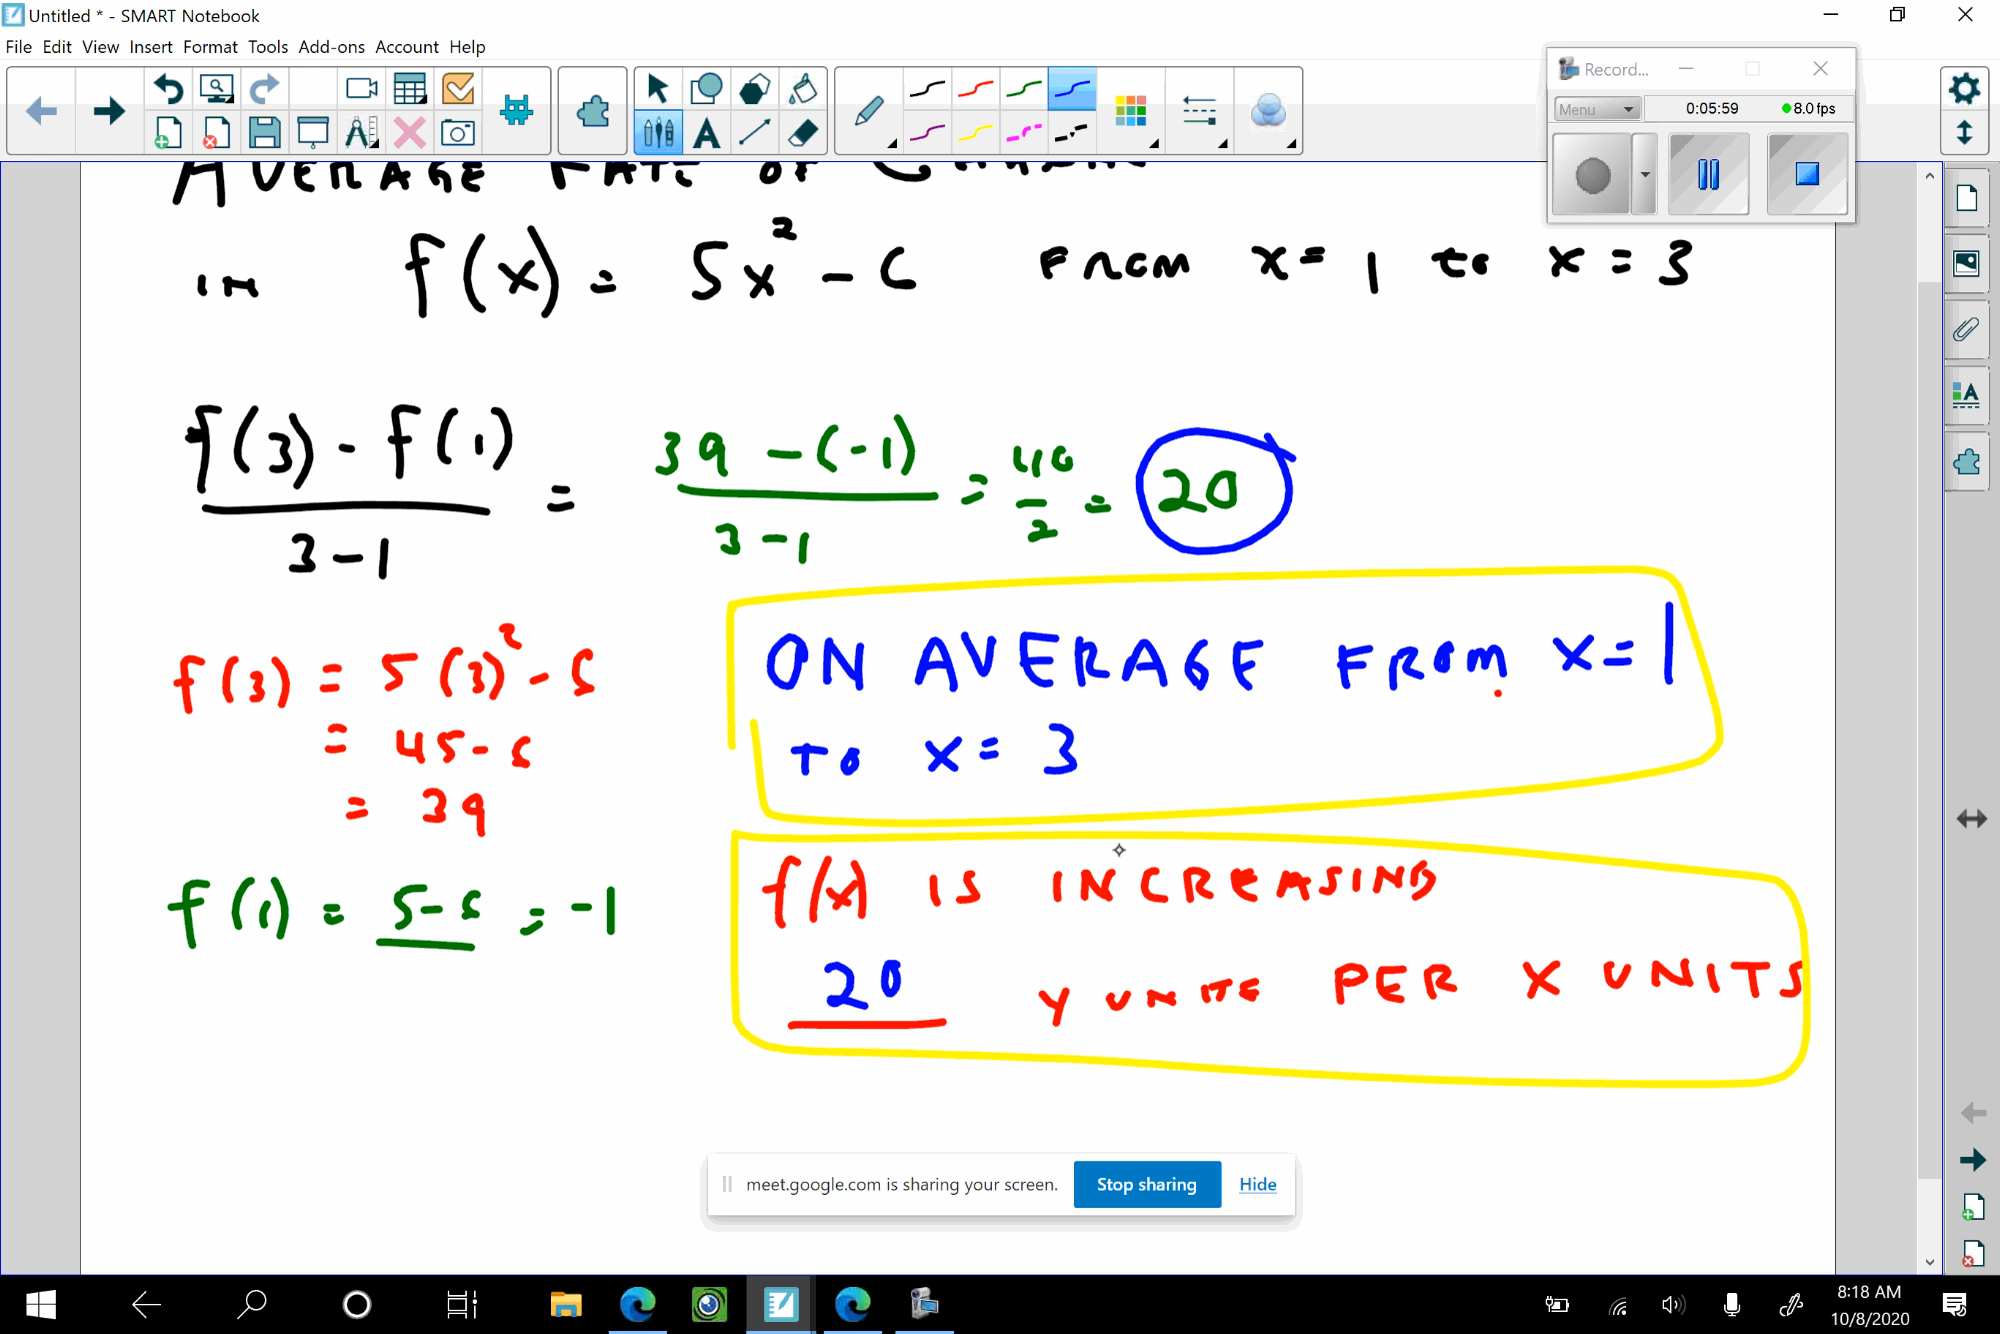 Untitled * - SMART Notebook
File Edit View Insert Format Tools Add-ons Account Help
Record...
Menu 0:05:59 8.0 fps
AVERAGE RATE OF CHANGE
in f(x) = 5x² - 6 FROM x = 1 to x = 3
f(3) - f(1) / 3 - 1 = 39 - (-1) / 3 - 1 = 40 / 2 = 20
f(3) = 5(3)² - 6
= 45 - 6
= 39
f(1) = 5 - 6 = -1
ON AVERAGE FROM x = 1
TO x = 3
f(x) IS INCREASING
20 Y UNITS PER X UNITS
meet.google.com is sharing your screen. Stop sharing Hide
8:18 AM
10/8/2020